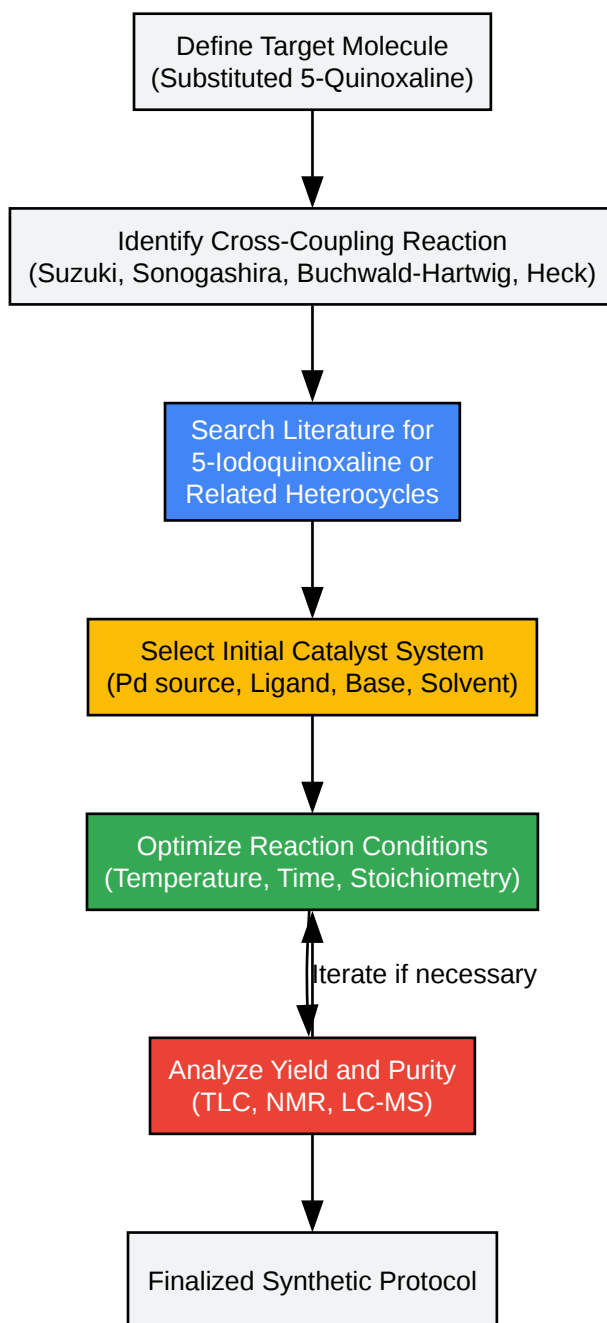 Define Target Molecule
(Substituted 5-Quinoxaline)
Identify Cross-Coupling Reaction
(Suzuki, Sonogashira, Buchwald-Hartwig, Heck)
Search Literature for
5-Iodoquinoxaline or
Related Heterocycles
Select Initial Catalyst System
(Pd source, Ligand, Base, Solvent)
Optimize Reaction Conditions
(Temperature, Time, Stoichiometry)
Iterate if necessary
Analyze Yield and Purity
(TLC, NMR, LC-MS)
Finalized Synthetic Protocol